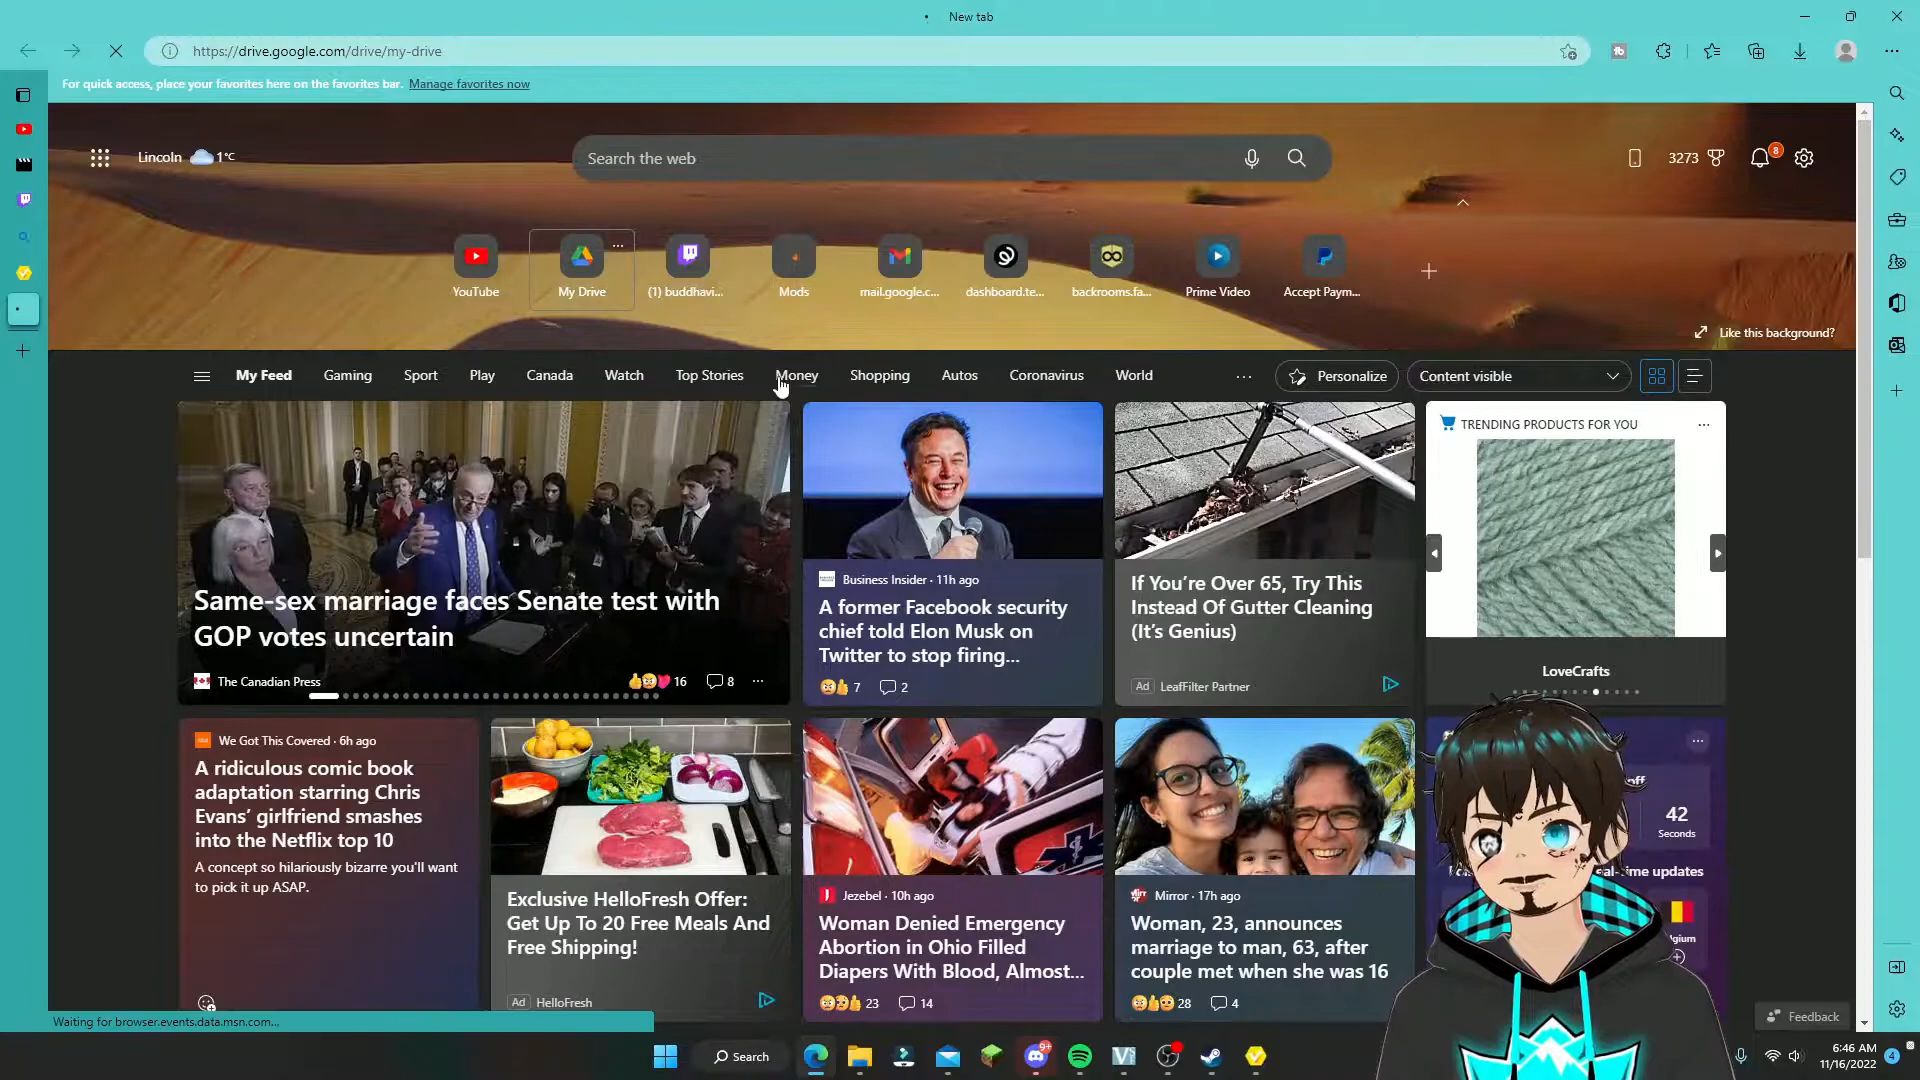 New tab
https://drive.google.com/drive/my-drive
For quick access, place your favorites here on the favorites bar. Manage favorites now
Lincoln 1°C
Search the web
3273
8
YouTube
My Drive
(1) buddhavi...
Mods
mail.google.c...
dashboard.te...
backrooms.fa...
Prime Video
Accept Paym...
Like this background?
My Feed Gaming Sport Play Canada Watch Top Stories Money Shopping Autos Coronavirus World
Personalize
Content visible
Same-sex marriage faces Senate test with
GOP votes uncertain
The Canadian Press
16
8
Business Insider · 11h ago
A former Facebook security
chief told Elon Musk on
Twitter to stop firing...
7
2
If You're Over 65, Try This
Instead Of Gutter Cleaning
(It's Genius)
Ad LeafFilter Partner
TRENDING PRODUCTS FOR YOU
LoveCrafts
We Got This Covered · 6h ago
A ridiculous comic book
adaptation starring Chris
Evans' girlfriend smashes
into the Netflix top 10
A concept so hilariously bizarre you'll want
to pick it up ASAP.
Exclusive HelloFresh Offer:
Get Up To 20 Free Meals And
Free Shipping!
Ad HelloFresh
Jezebel · 10h ago
Woman Denied Emergency
Abortion in Ohio Filled
Diapers With Blood, Almost...
23
14
Mirror · 17h ago
Woman, 23, announces
marriage to man, 63, after
couple met when she was 16
28
4
42
Seconds
updates
Feedback
Waiting for browser.events.data.msn.com...
Search
9+
6:46 AM
11/16/2022
4